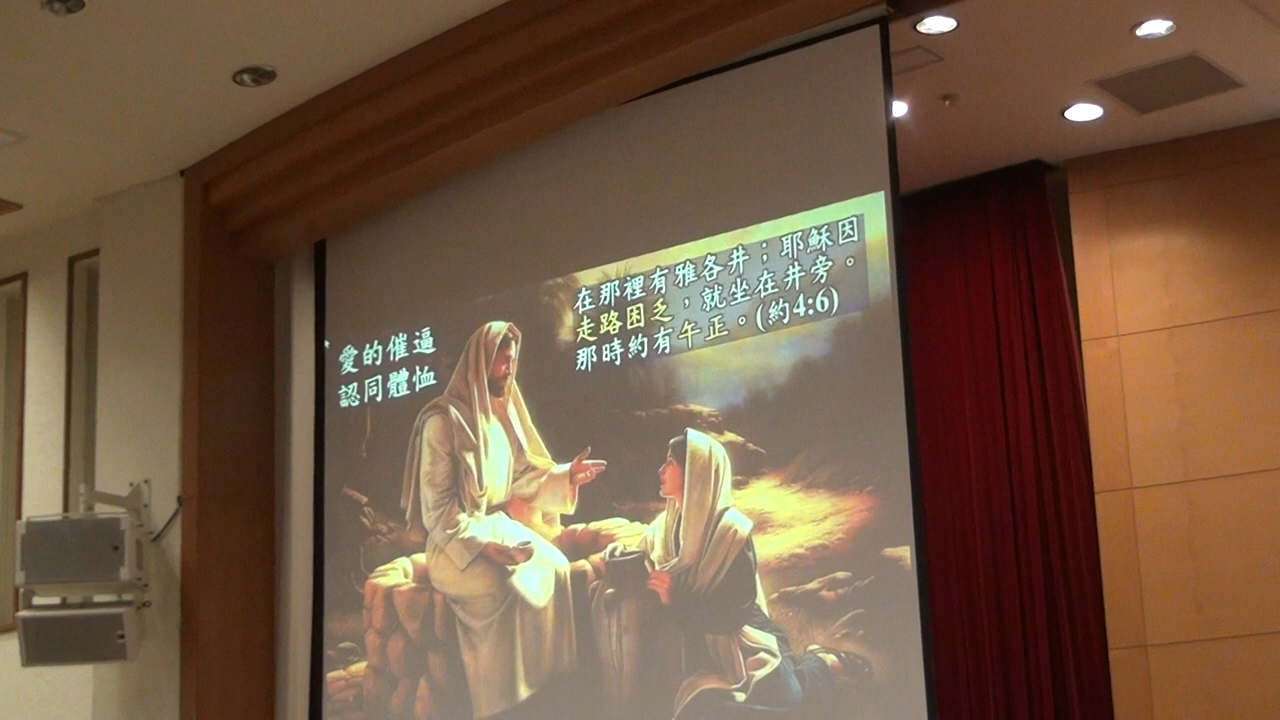 愛的催逼
認同體恤
在那裡有雅各井；耶穌因
走路困乏，就坐在井旁。
那時約有午正。(約4:6)